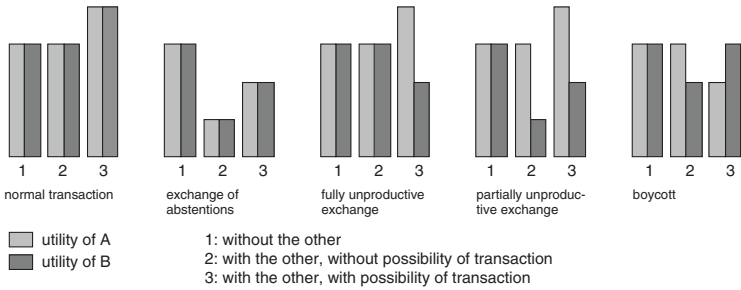 1 2 3
1 2 3
1 2 3
1 2 3
1 2 3
normal transaction
exchange of
abstentions
fully unproductive
exchange
partially unproduc-
tive exchange
boycott
utility of A
utility of B
1: without the other
2: with the other, without possibility of transaction
3: with the other, with possibility of transaction